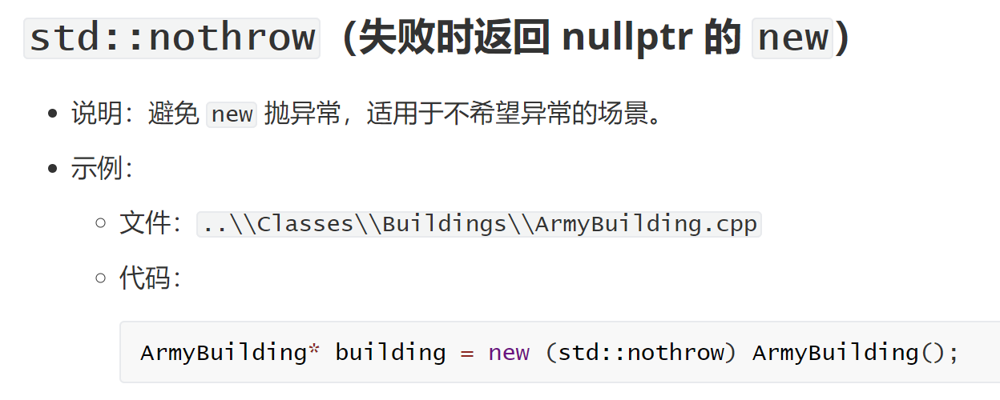 std::nothrow（失败时返回 nullptr 的 new）
说明：避免 new 抛异常，适用于不希望异常的场景。
示例：
文件：..\\Classes\\Buildings\\ArmyBuilding.cpp
代码：
ArmyBuilding* building = new (std::nothrow) ArmyBuilding();